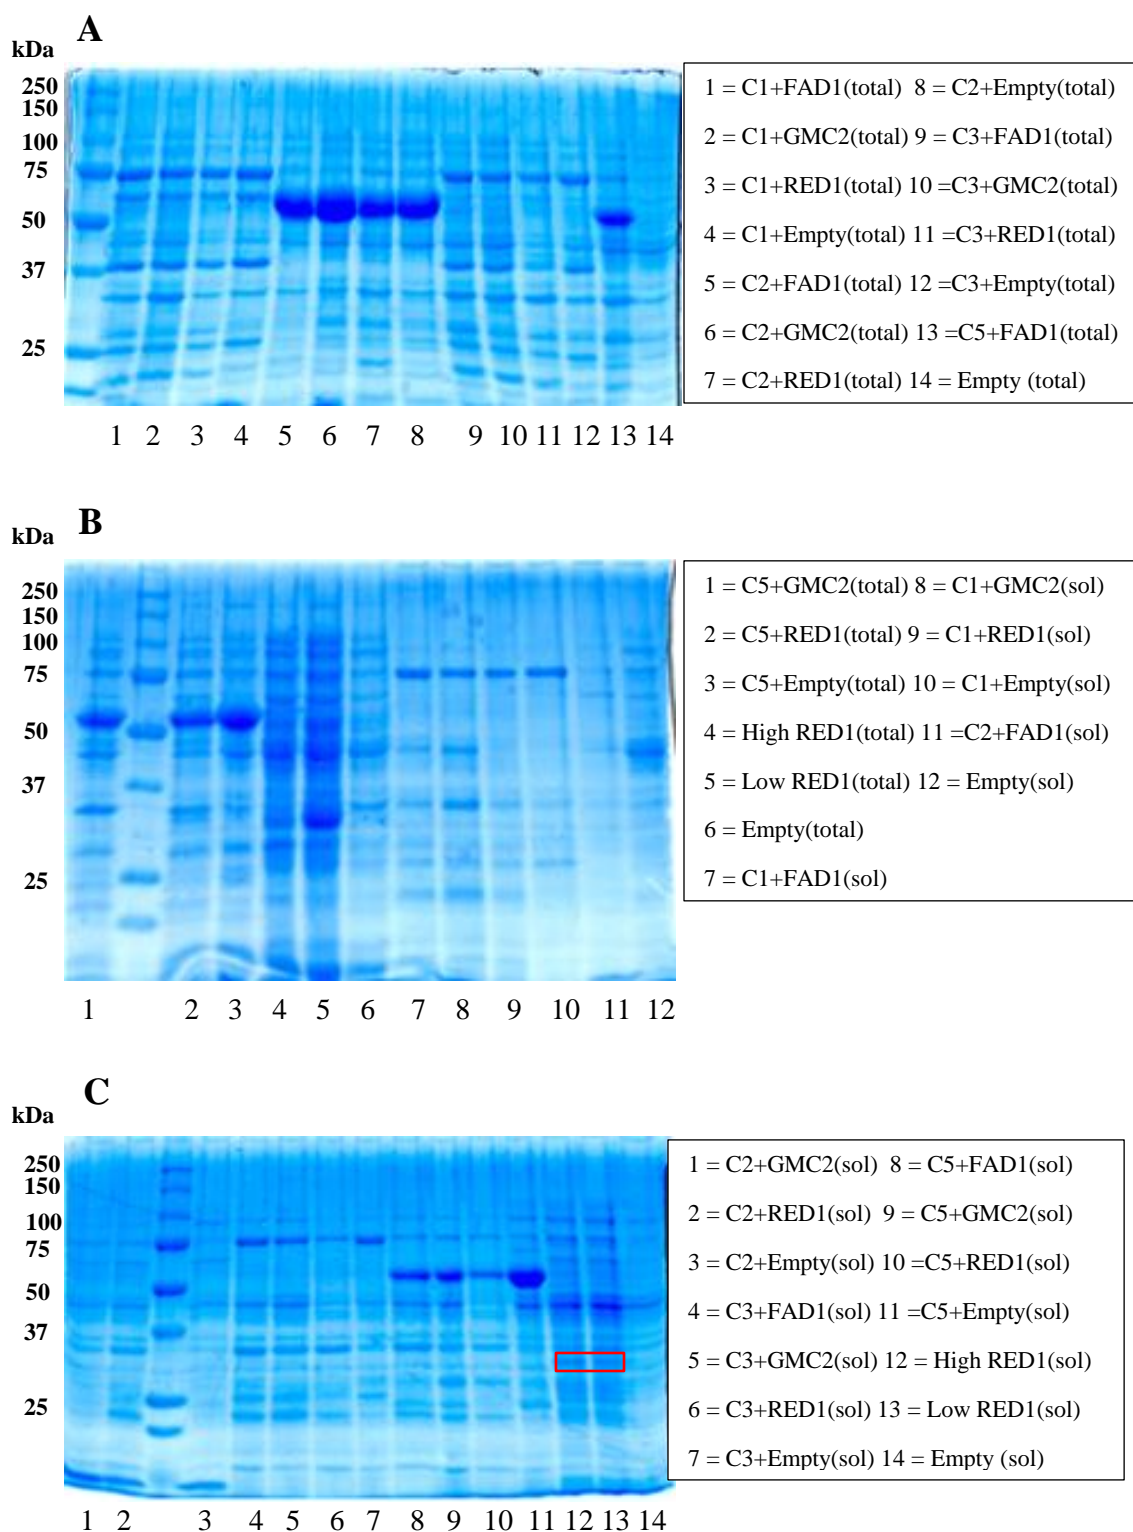 A
kDa
250
150
100
75
50
37
25
1 = C1+FAD1(total) 8 = C2+Empty(total)
2 = C1+GMC2(total) 9 = C3+FAD1(total)
3 = C1+RED1(total) 10 =C3+GMC2(total)
4 = C1+Empty(total) 11 =C3+RED1(total)
5 = C2+FAD1(total) 12 =C3+Empty(total)
6 = C2+GMC2(total) 13 =C5+FAD1(total)
7 = C2+RED1(total) 14 = Empty (total)
1 2 3 4 5 6 7 8 9 10 11 12 13 14
B
kDa
250
150
100
75
50
37
25
1 = C5+GMC2(total) 8 = C1+GMC2(sol)
2 = C5+RED1(total) 9 = C1+RED1(sol)
3 = C5+Empty(total) 10 = C1+Empty(sol)
4 = High RED1(total) 11 =C2+FAD1(sol)
5 = Low RED1(total) 12 = Empty(sol)
6 = Empty(total)
7 = C1+FAD1(sol)
1 2 3 4 5 6 7 8 9 10 11 12
C
kDa
250
150
100
75
50
37
25
1 = C2+GMC2(sol) 8 = C5+FAD1(sol)
2 = C2+RED1(sol) 9 = C5+GMC2(sol)
3 = C2+Empty(sol) 10 =C5+RED1(sol)
4 = C3+FAD1(sol) 11 =C5+Empty(sol)
5 = C3+GMC2(sol) 12 = High RED1(sol)
6 = C3+RED1(sol) 13 = Low RED1(sol)
7 = C3+Empty(sol) 14 = Empty (sol)
1 2 3 4 5 6 7 8 9 10 11 12 13 14